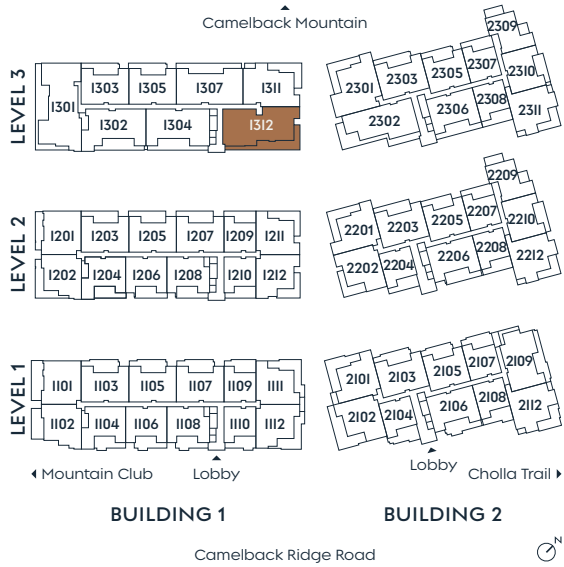 Camelback Mountain
LEVEL 3
1301 1303 1305 1307 1311
1302 1304 1312
2301 2303 2305 2307 2309 2310
2302 2306 2308 2311
LEVEL 2
1201 1203 1205 1207 1209 1211
1202 1204 1206 1208 1210 1212
2201 2203 2205 2207 2209 2210
2202 2204 2206 2208 2212
LEVEL 1
1101 1103 1105 1107 1109 1111
1102 1104 1106 1108 1110 1112
2101 2103 2105 2107 2109
2102 2104 2106 2108 2112
Mountain Club Lobby
Lobby Cholla Trail
BUILDING 1
BUILDING 2
Camelback Ridge Road
N